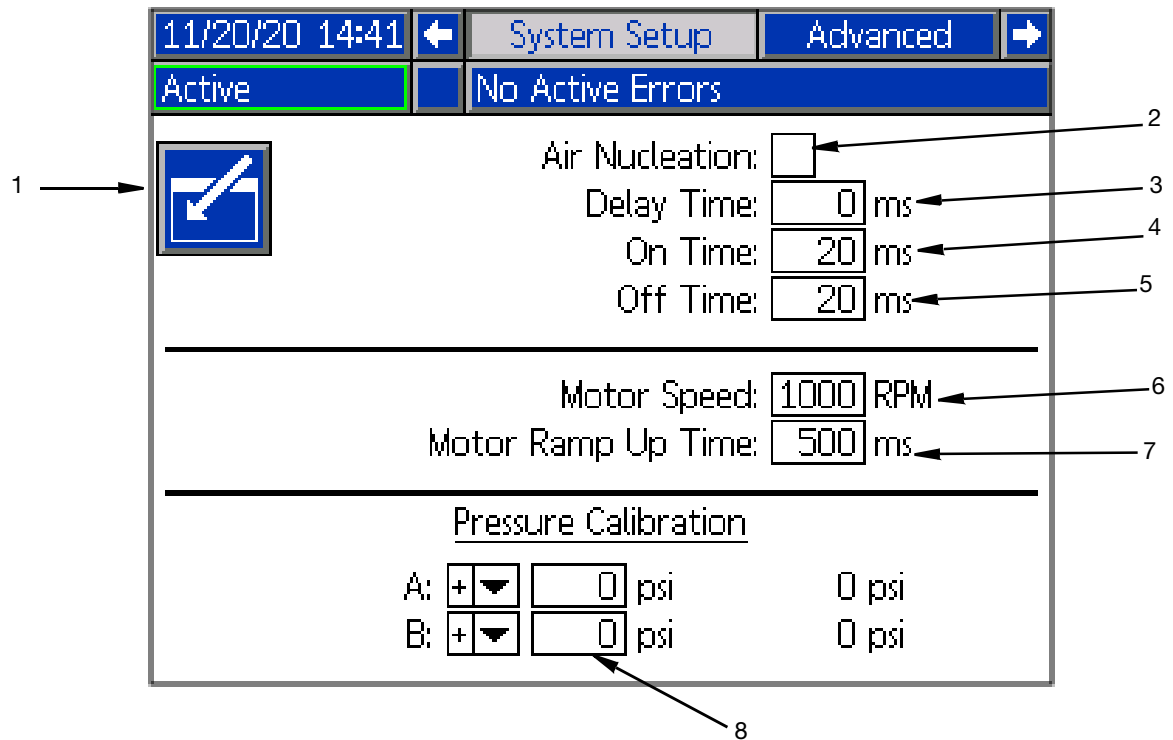 11/20/20 14:41 System Setup Advanced
Active No Active Errors
1
Air Nucleation: 2
Delay Time: 0 ms 3
On Time: 20 ms 4
Off Time: 20 ms 5
Motor Speed: 1000 RPM 6
Motor Ramp Up Time: 500 ms 7
Pressure Calibration
A: + 0 psi 0 psi
B: + 0 psi 0 psi
8